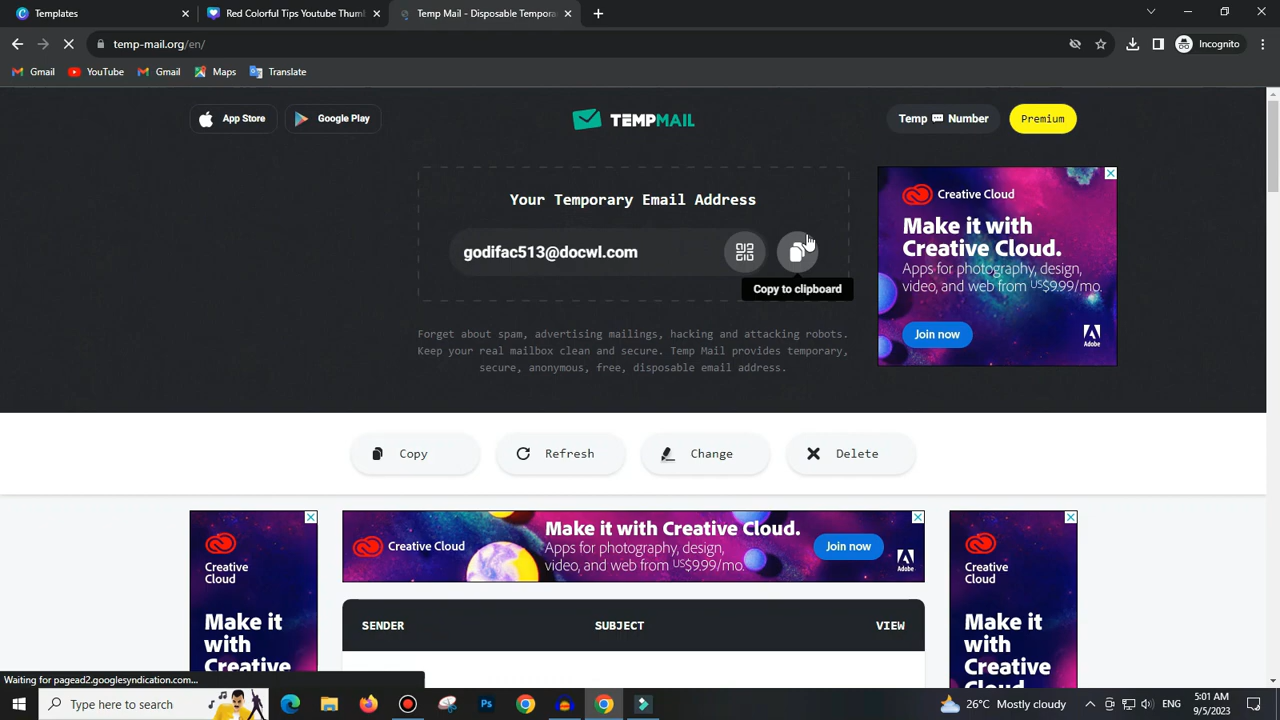 Templates
Red Colorful Tips Youtube Thumb
Temp Mail - Disposable Tempora
temp-mail.org/en/
Incognito
Gmail
YouTube
Gmail
Maps
Translate
App Store
Google Play
TEMPMAIL
Temp Number
Premium
Your Temporary Email Address
godifac513@docwl.com
Copy to clipboard
Forget about spam, advertising mailings, hacking and attacking robots.
Keep your real mailbox clean and secure. Temp Mail provides temporary,
secure, anonymous, free, disposable email address.
Creative Cloud
Make it with
Creative Cloud.
Apps for photography, design,
video, and web from US$9.99/mo.
Join now
Adobe
Copy
Refresh
Change
Delete
Creative
Cloud
Make it
with
Creative
Creative Cloud
Make it with Creative Cloud.
Apps for photography, design,
video, and web from US$9.99/mo.
Join now
Adobe
Creative
Cloud
Make it
with
Creative
SENDER
SUBJECT
VIEW
Waiting for pagead2.googlesyndication.com...
Type here to search
Ps
26°C Mostly cloudy
ENG
5:01 AM
9/5/2023